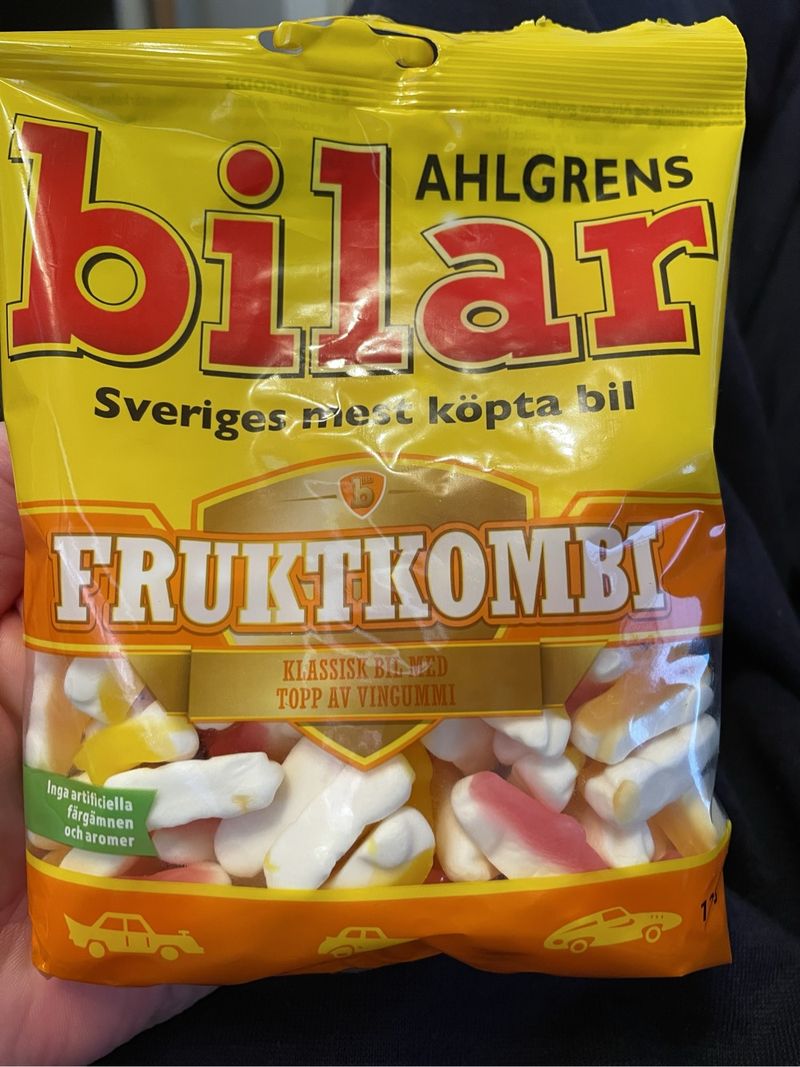 AHLGRENS
bilar
Sveriges mest köpta bil
b
FRUKTKOMBI
KLASSISK BIL MED
TOPP AV VINGUMMI
Inga artificiella
färgämnen
och aromer